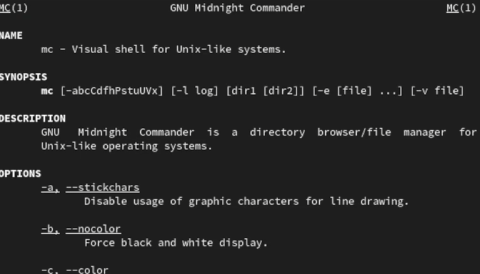 MC(1) GNU Midnight Commander MC(1)
NAME
mc - Visual shell for Unix-like systems.
SYNOPSIS
mc [-abcCdfhPstuUVx] [-l log] [dir1 [dir2]] [-e [file] ...] [-v file]
DESCRIPTION
GNU Midnight Commander is a directory browser/file manager for
Unix-like operating systems.
OPTIONS
-a, --stickchars
Disable usage of graphic characters for line drawing.
-b, --nocolor
Force black and white display.
-c, --color